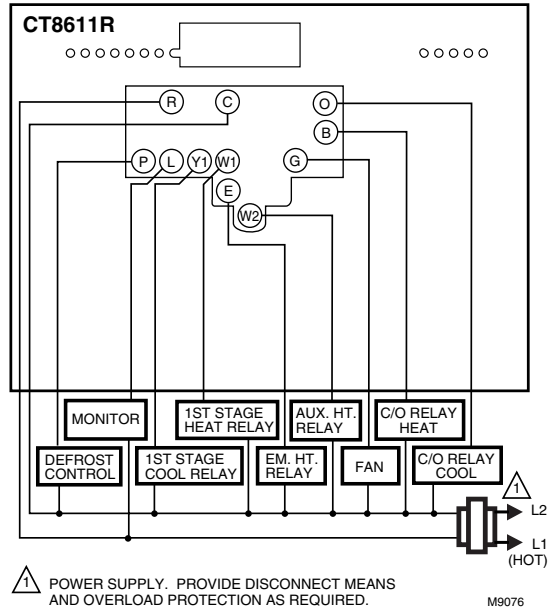 CT8611R
R
C
O
B
P
L
Y1
W1
G
E
W2
MONITOR
1ST STAGE
HEAT RELAY
AUX. HT.
RELAY
C/O RELAY
HEAT
DEFROST
CONTROL
1ST STAGE
COOL RELAY
EM. HT.
RELAY
FAN
C/O RELAY
COOL
1
L2
L1
(HOT)
1 POWER SUPPLY. PROVIDE DISCONNECT MEANS
AND OVERLOAD PROTECTION AS REQUIRED.
M9076